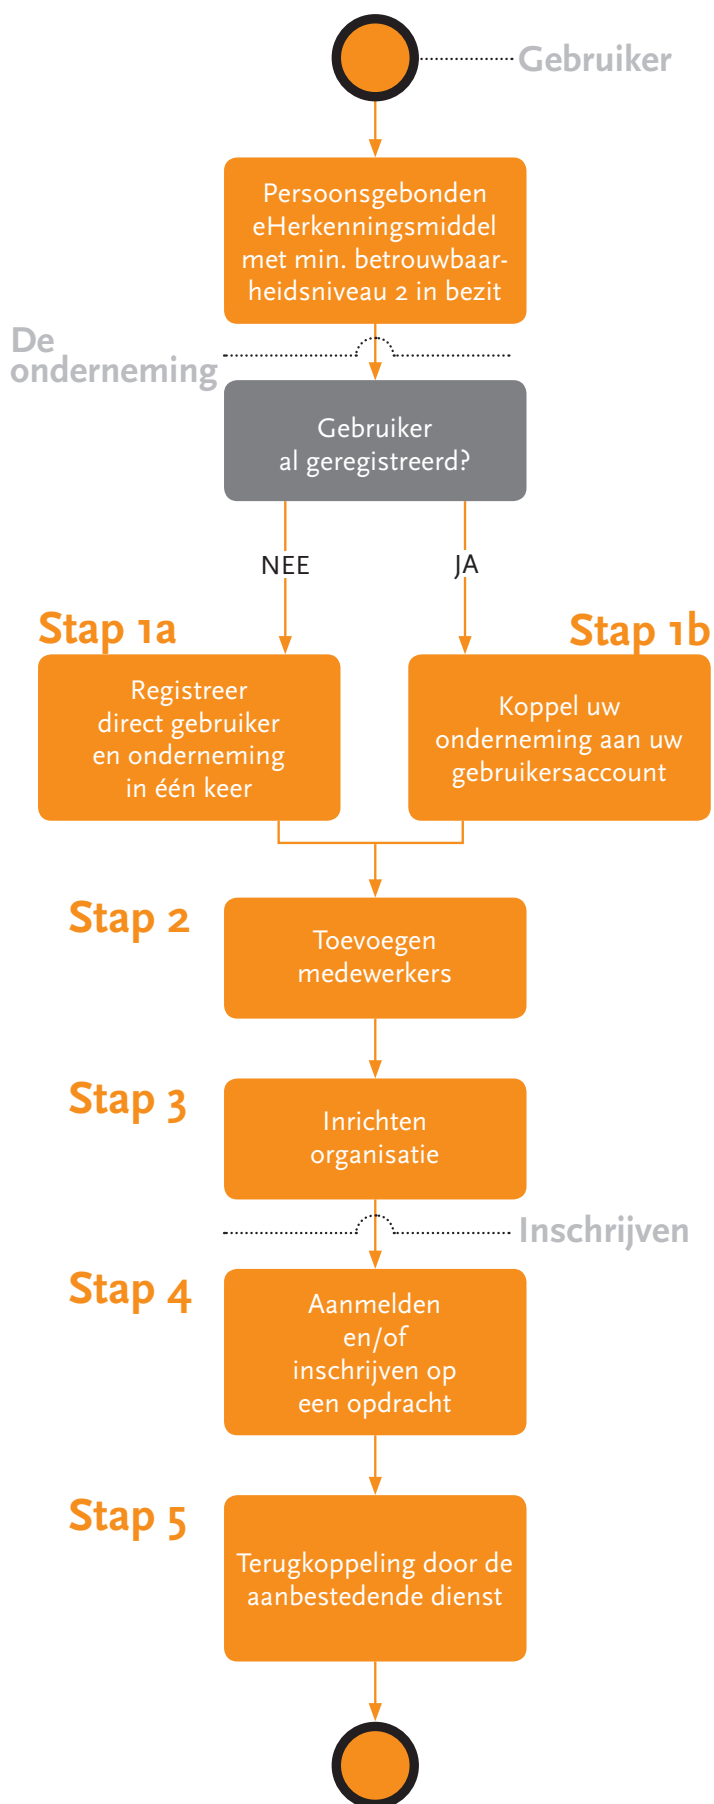 Gebruiker
Persoonsgebonden
eHerkenningsmiddel
met min. betrouwbaar-
heidsniveau 2 in bezit
De
onderneming
Gebruiker
al geregistreerd?
NEE
JA
Stap 1a
Stap 1b
Registreer
direct gebruiker
en onderneming
in één keer
Koppel uw
onderneming aan uw
gebruikersaccount
Stap 2
Toevoegen
medewerkers
Stap 3
Inrichten
organisatie
Inschrijven
Stap 4
Aanmelden
en/of
inschrijven op
een opdracht
Stap 5
Terugkoppeling door de
aanbestedende dienst